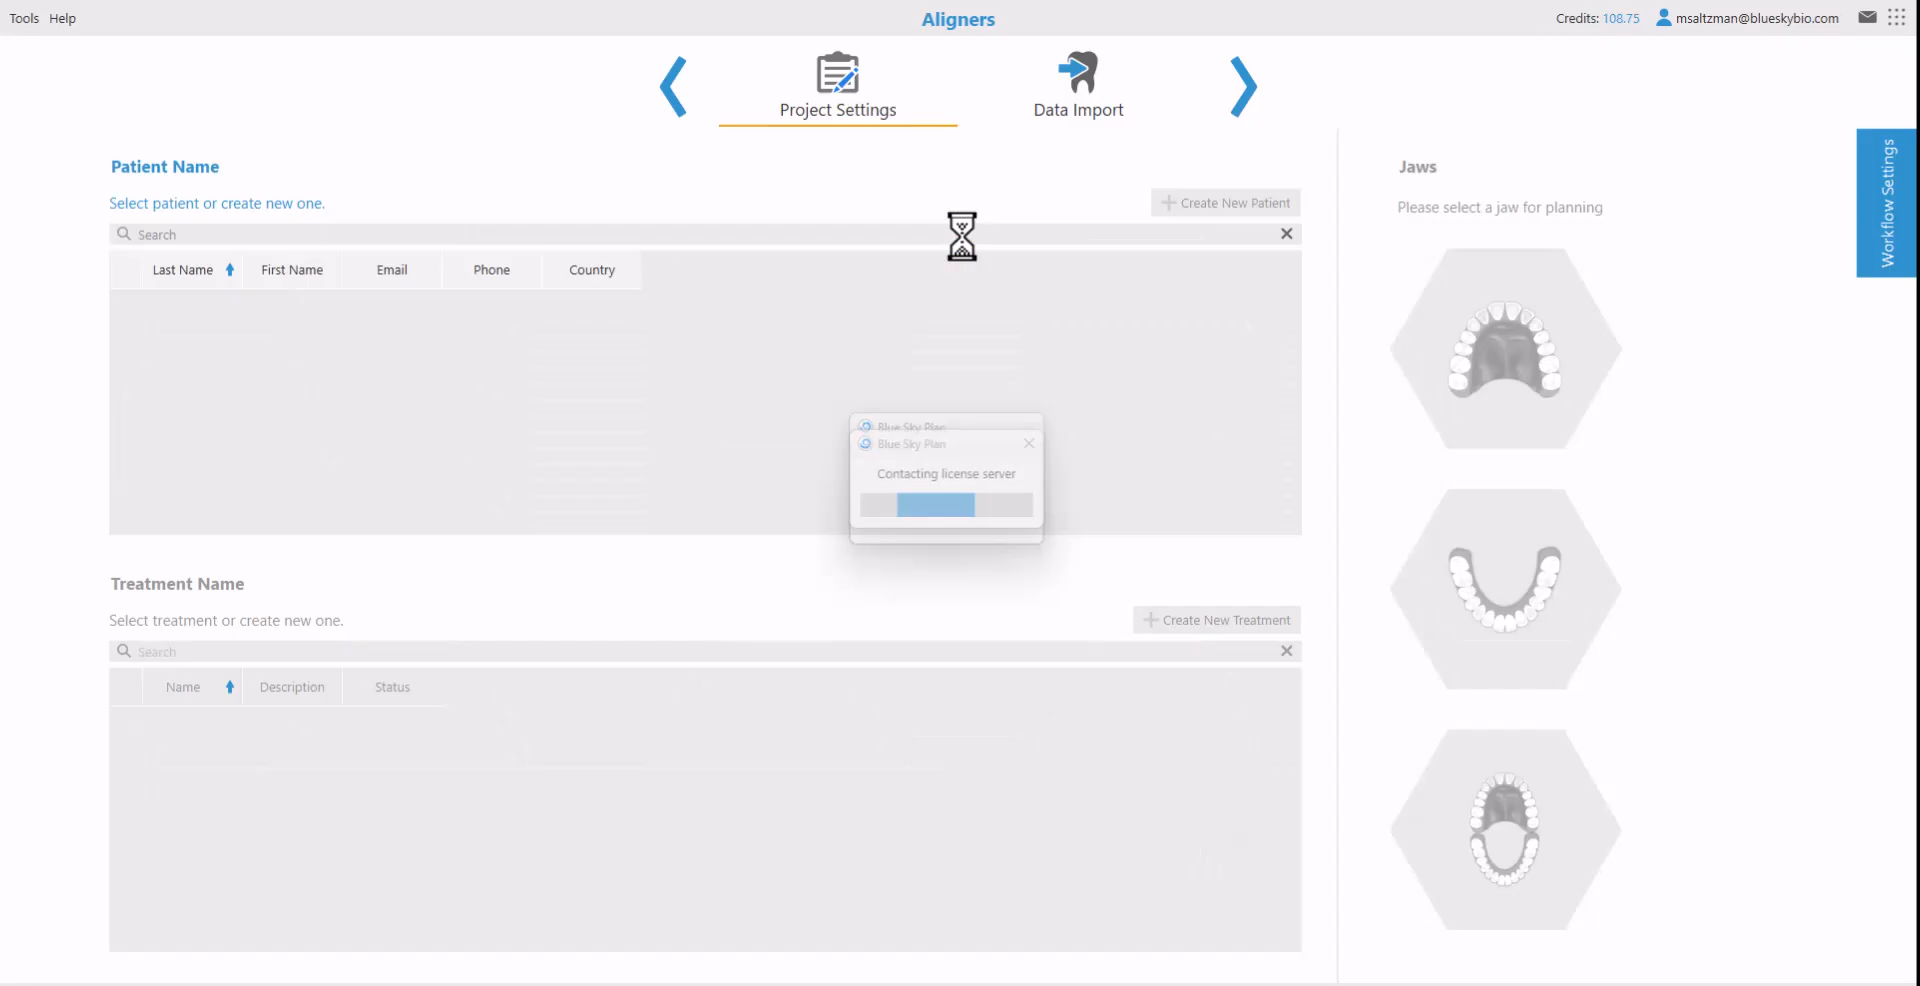 Tools Help
Aligners
Credits: 108.75 msaltzman@blueskybio.com
Project Settings
Data Import
Workflow Settings
Patient Name
Select patient or create new one.
Create New Patient
Search
Last Name First Name Email Phone Country
Blue Sky Plan
Blue Sky Plan
Contacting license server
Treatment Name
Select treatment or create new one.
Create New Treatment
Search
Name Description Status
Jaws
Please select a jaw for planning